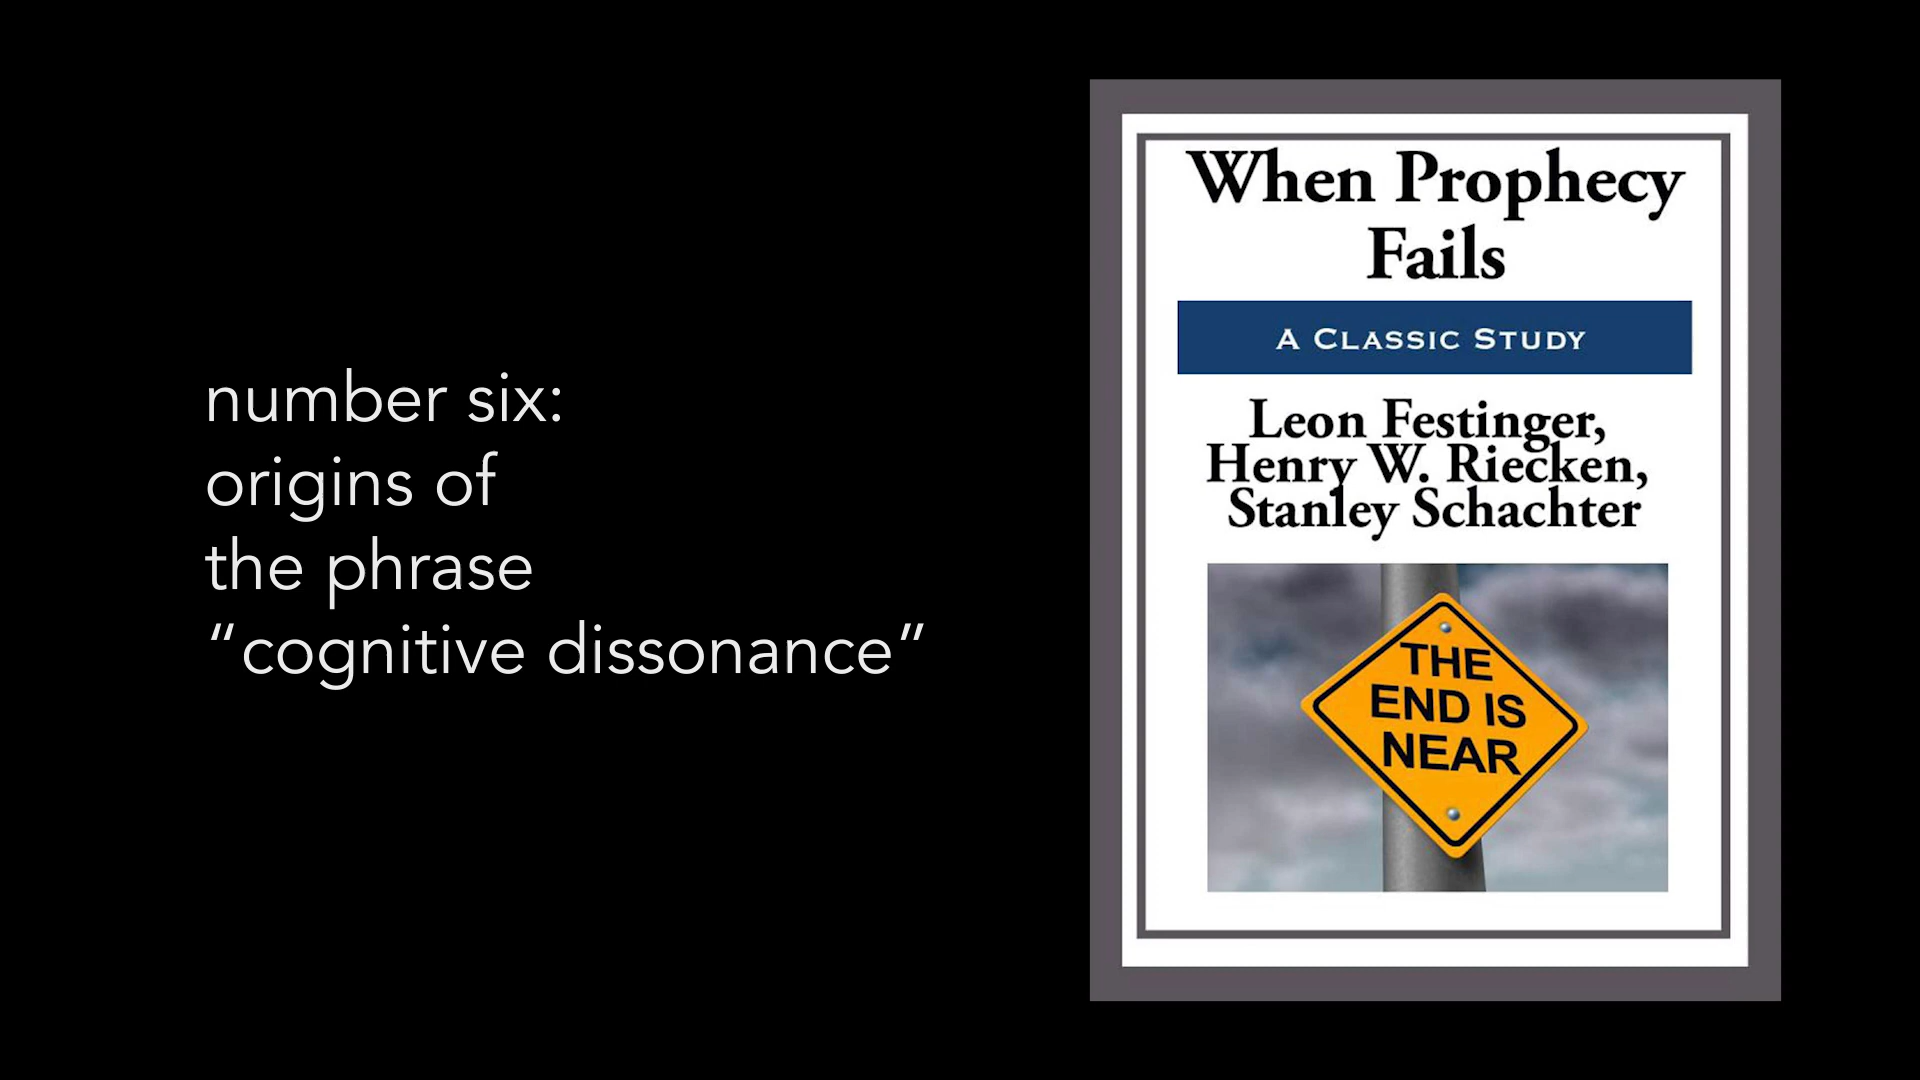 number six:
origins of
the phrase
“cognitive dissonance”
When Prophecy
Fails
A CLASSIC STUDY
Leon Festinger,
Henry W. Riecken,
Stanley Schachter
THE
END IS
NEAR